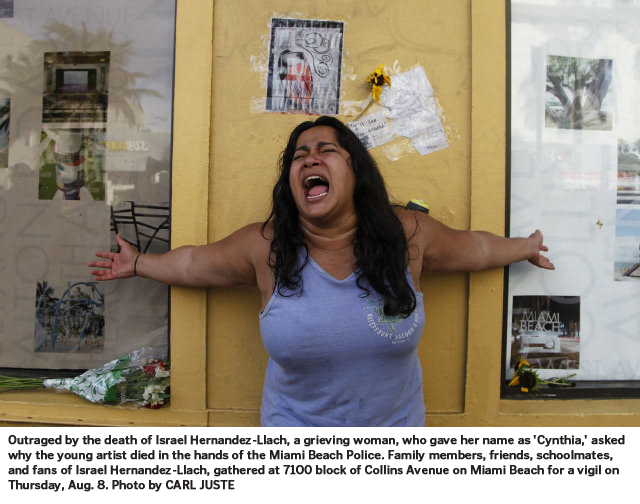 I'll see
SUBWAY
MIAMI
BEACH
Outraged by the death of Israel Hernandez-Llach, a grieving woman, who gave her name as 'Cynthia,' asked
why the young artist died in the hands of the Miami Beach Police. Family members, friends, schoolmates,
and fans of Israel Hernandez-Llach, gathered at 7100 block of Collins Avenue on Miami Beach for a vigil on
Thursday, Aug. 8. Photo by CARL JUSTE